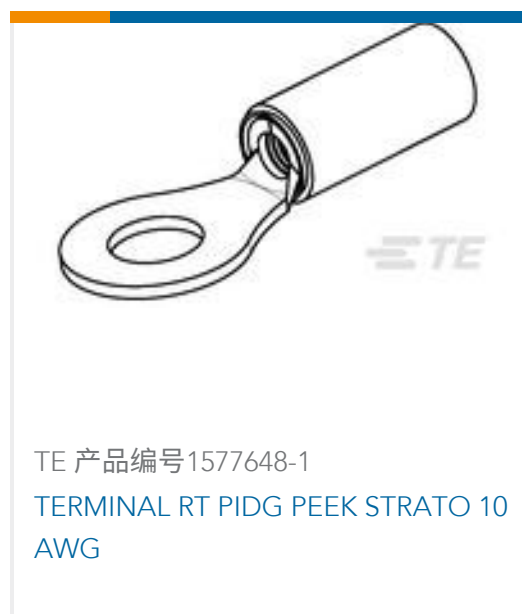 TE
TE 产品编号1577648-1
TERMINAL RT PIDG PEEK STRATO 10
AWG